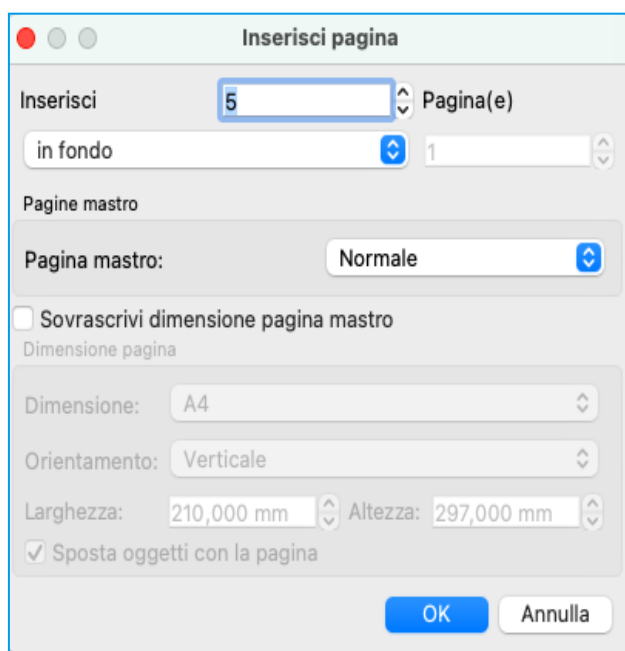 Inserisci pagina
Inserisci 5 Pagina(e)
in fondo 1
Pagine mastro
Pagina mastro: Normale
Sovrascrivi dimensione pagina mastro
Dimensione pagina
Dimensione: A4
Orientamento: Verticale
Larghezza: 210,000 mm Altezza: 297,000 mm
Sposta oggetti con la pagina
OK Annulla